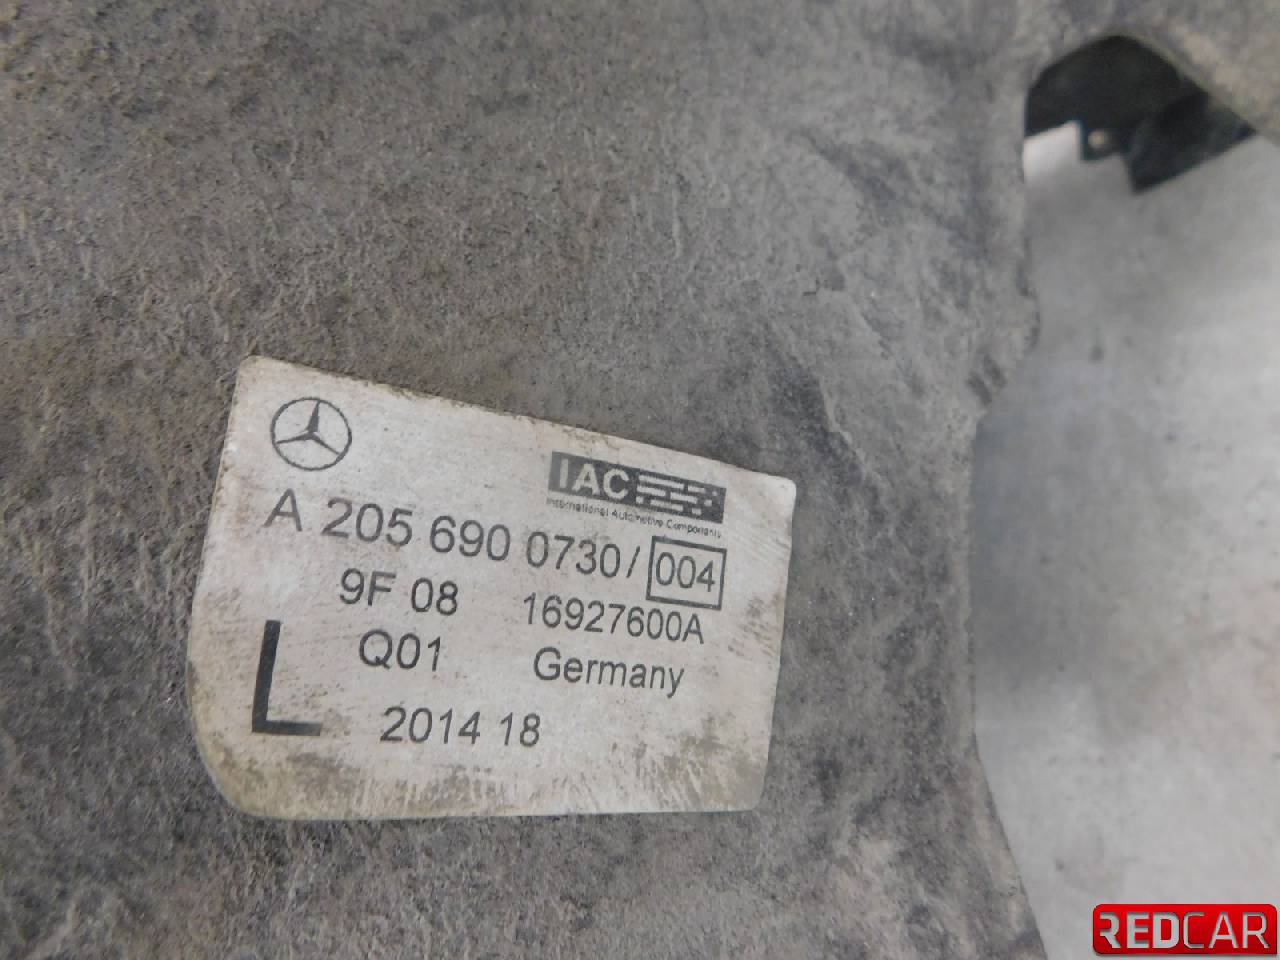 IAC
International Automotive Components
A 205 690 0730/ 004
9F 08 16927600A
Q01 Germany
L
2014 18
REDCAR